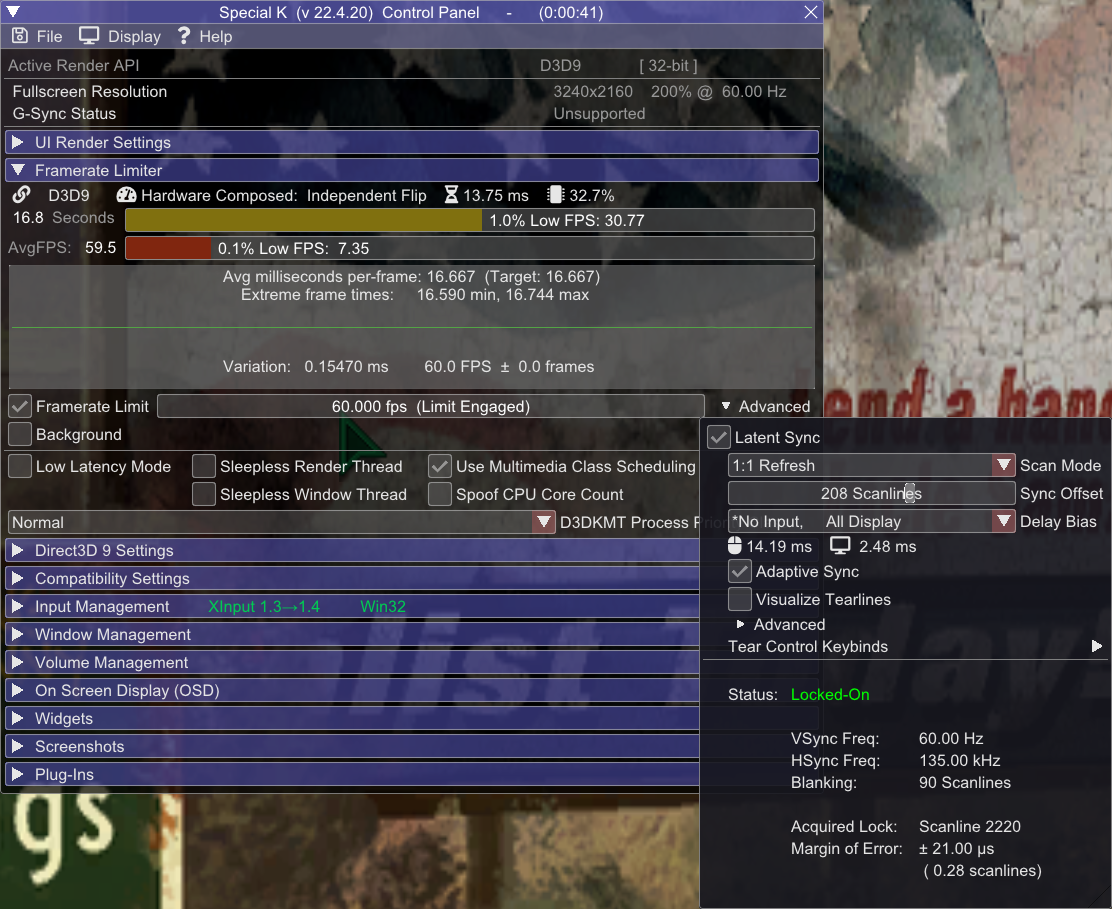 Special K (v 22.4.20) Control Panel - (0:00:41)
File Display Help
Active Render API D3D9 [ 32-bit ]
Fullscreen Resolution 3240x2160 200% @ 60.00 Hz
G-Sync Status Unsupported
UI Render Settings
Framerate Limiter
D3D9 Hardware Composed: Independent Flip 13.75 ms 32.7%
16.8 Seconds 1.0% Low FPS: 30.77
AvgFPS: 59.5 0.1% Low FPS: 7.35
Avg milliseconds per-frame: 16.667 (Target: 16.667)
Extreme frame times: 16.590 min, 16.744 max
Variation: 0.15470 ms 60.0 FPS ± 0.0 frames
Framerate Limit 60.000 fps (Limit Engaged) Advanced
Background
Low Latency Mode Sleepless Render Thread Use Multimedia Class Scheduling
Sleepless Window Thread Spoof CPU Core Count
Normal D3DKMT Process Prior
Direct3D 9 Settings
Compatibility Settings
Input Management XInput 1.3→1.4 Win32
Window Management
Volume Management
On Screen Display (OSD)
Widgets
Screenshots
Plug-Ins
Latent Sync
1:1 Refresh Scan Mode
208 Scanlines Sync Offset
*No Input, All Display Delay Bias
14.19 ms 2.48 ms
Adaptive Sync
Visualize Tearlines
Advanced
Tear Control Keybinds
Status: Locked-On
VSync Freq: 60.00 Hz
HSync Freq: 135.00 kHz
Blanking: 90 Scanlines
Acquired Lock: Scanline 2220
Margin of Error: ± 21.00 µs
( 0.28 scanlines)
lend a hand
list Today!
gs